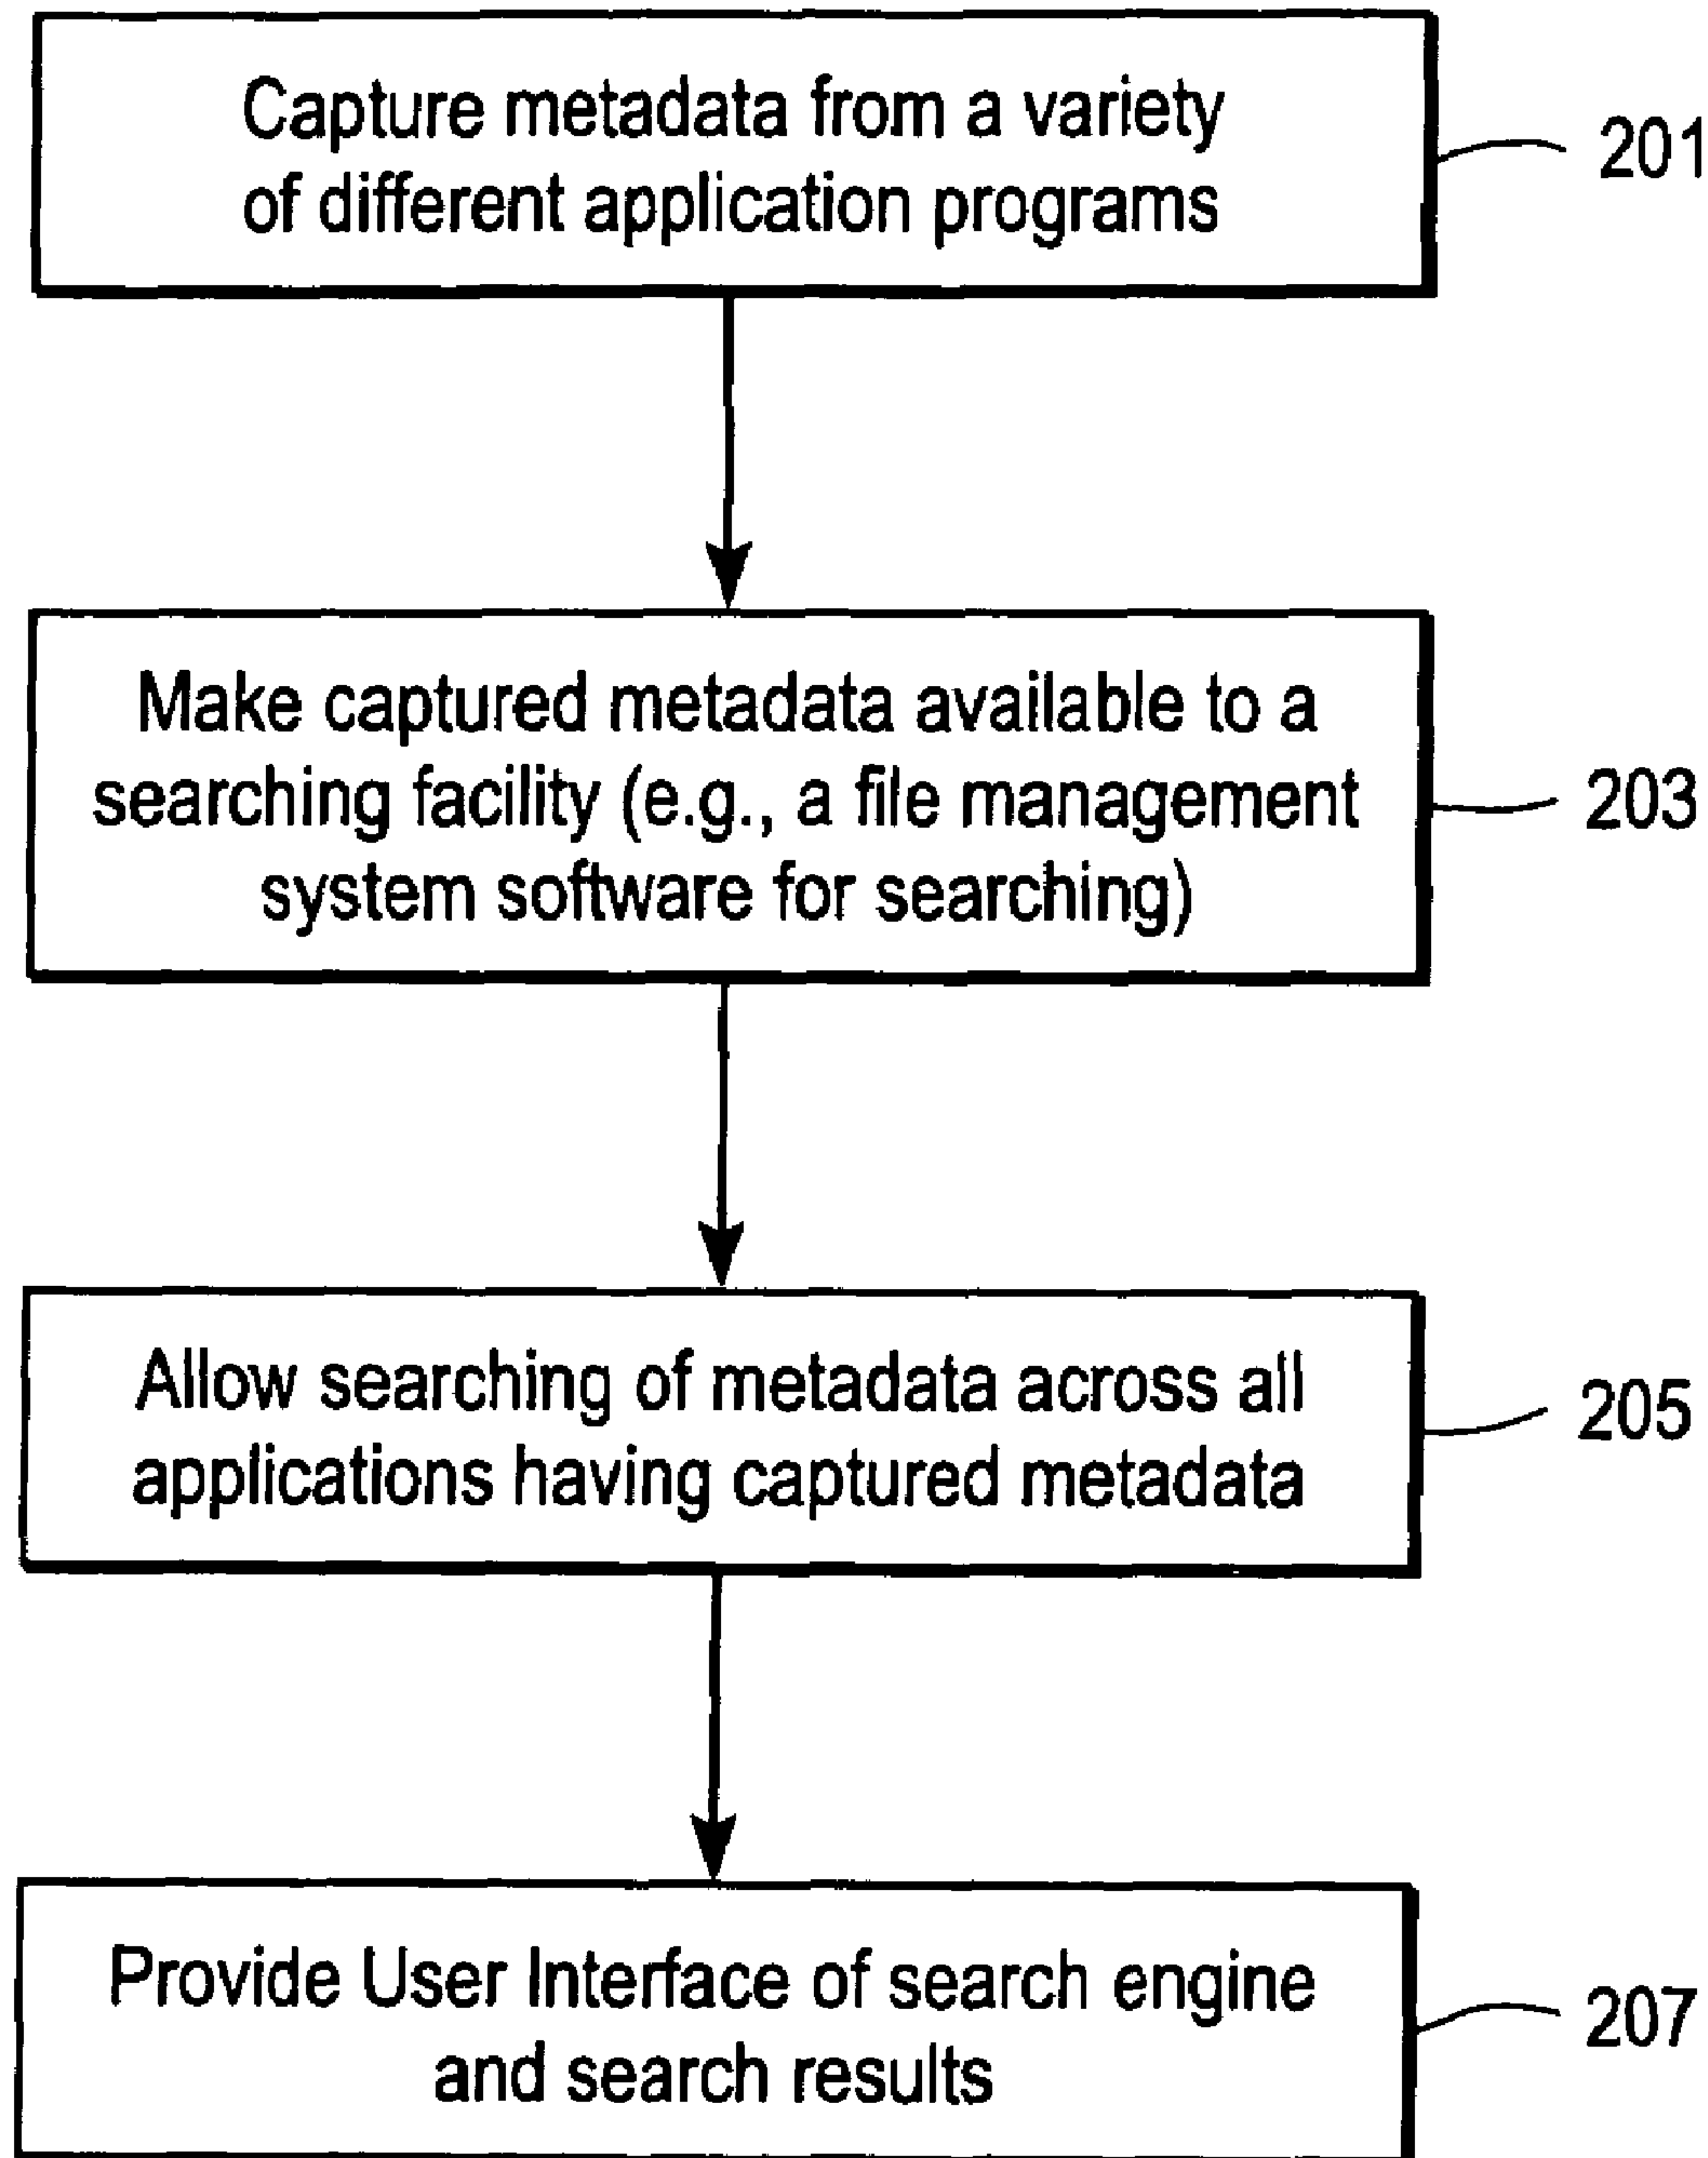 Capture metadata from a variety
of different application programs
201
Make captured metadata available to a
searching facility (e.g., a file management
system software for searching)
203
Allow searching of metadata across all
applications having captured metadata
205
Provide User Interface of search engine
and search results
207